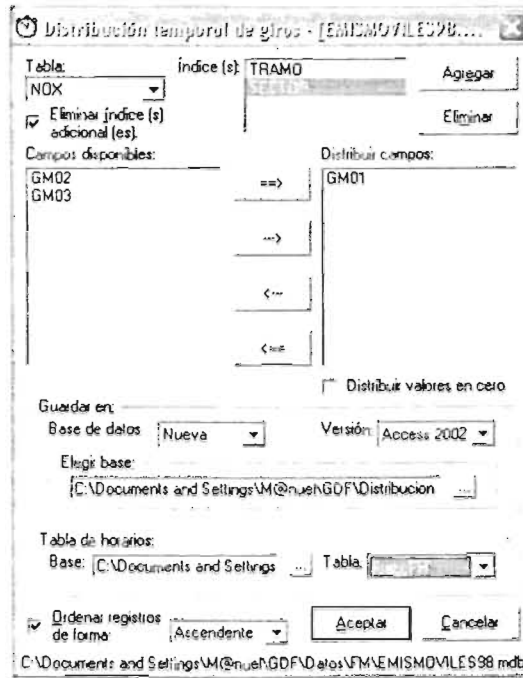 Distribución temporal de giros - [EMISMOVILES98....
Tabla:
NOX
Índice (s):
TRAMO
Agregar
Eliminar índice (s)
adicional (es).
Eliminar
Campos disponibles:
Distribuir campos:
GM02
GM03
GM01
==>
--->
<---
<==
Distribuir valores en cero
Guardar en:
Base de datos
Nueva
Versión:
Access 2002
Elegir base:
C:\Documents and Settings\M@nuel\GDF\Distribucion
...
Tabla de horarios:
Base:
C:\Documents and Settings
...
Tabla:
Ordenar registros
de forma:
Ascendente
Aceptar
Cancelar
C:\Documents and Settings\M@nuel\GDF\Datos\FM\EMISMOVILES98.mdb